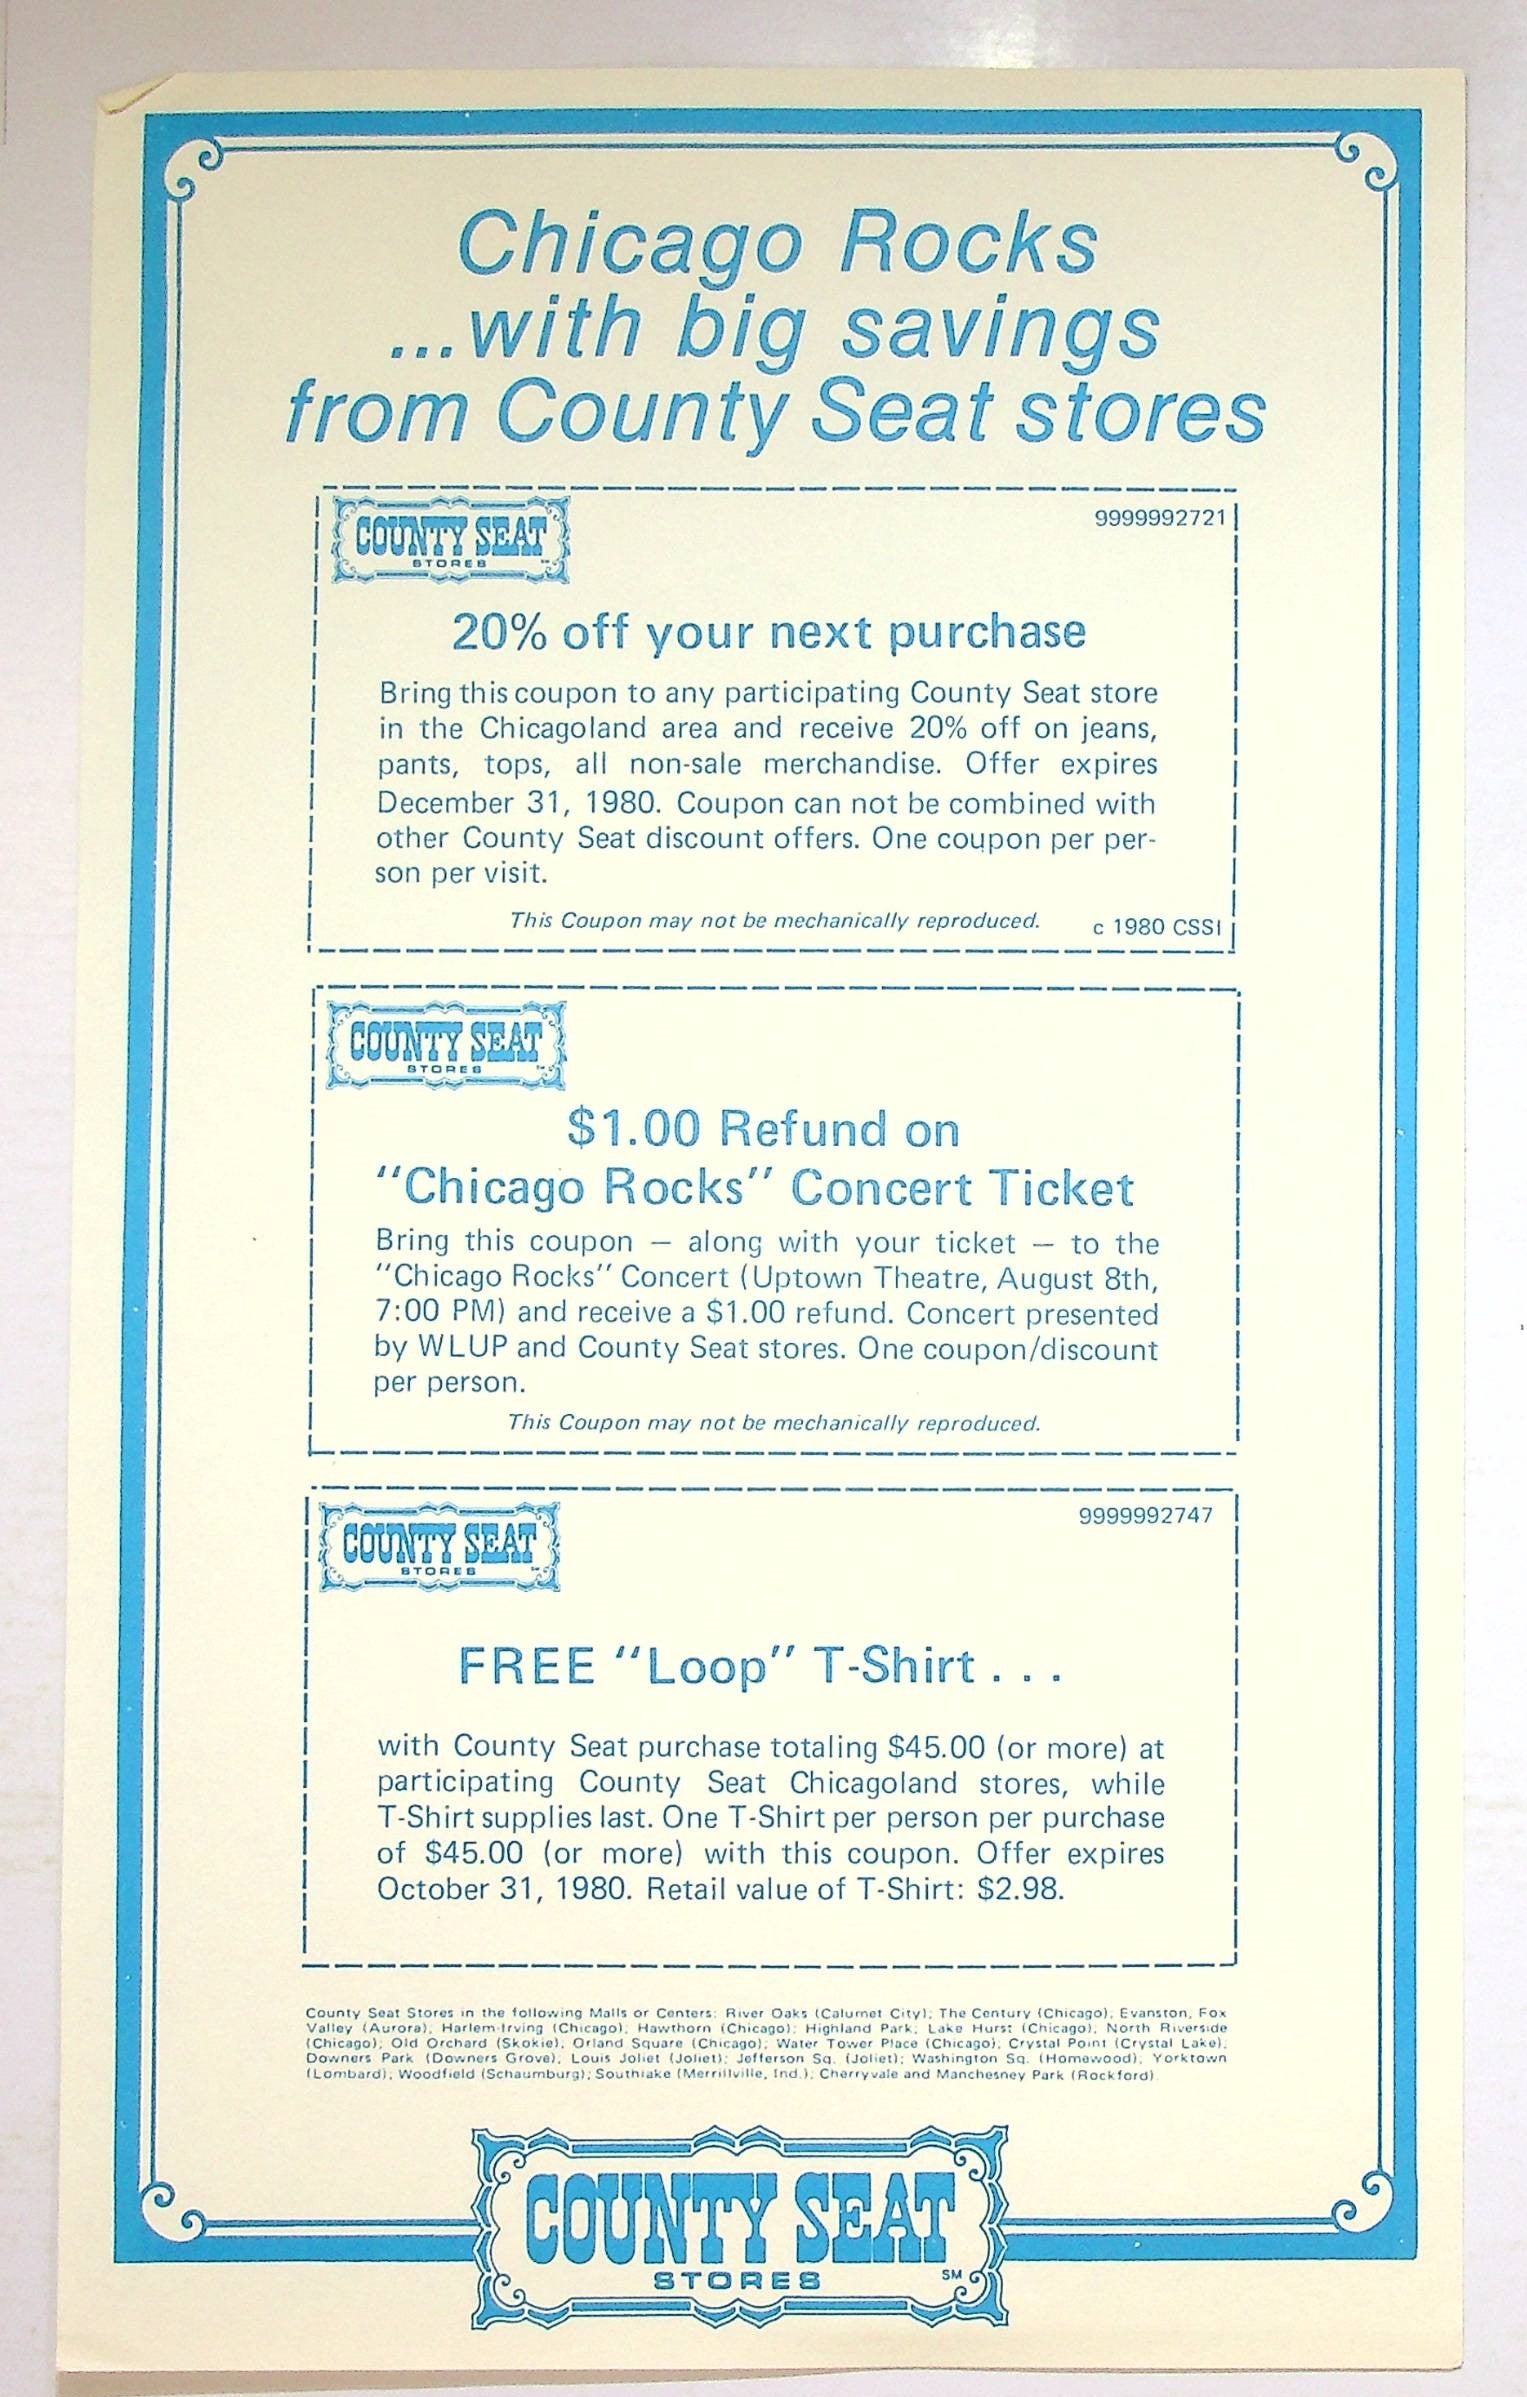 Chicago Rocks
...with big savings
from County Seat stores
COUNTY SEAT
STORES
9999992721
20% off your next purchase
Bring this coupon to any participating County Seat store
in the Chicagoland area and receive 20% off on jeans,
pants, tops, all non-sale merchandise. Offer expires
December 31, 1980. Coupon can not be combined with
other County Seat discount offers. One coupon per per-
son per visit.
This Coupon may not be mechanically reproduced.
c 1980 CSSI
COUNTY SEAT
STORES
$1.00 Refund on
"Chicago Rocks" Concert Ticket
Bring this coupon — along with your ticket — to the
"Chicago Rocks" Concert (Uptown Theatre, August 8th,
7:00 PM) and receive a $1.00 refund. Concert presented
by WLUP and County Seat stores. One coupon/discount
per person.
This Coupon may not be mechanically reproduced.
COUNTY SEAT
STORES
9999992747
FREE "Loop" T-Shirt . . .
with County Seat purchase totaling $45.00 (or more) at
participating County Seat Chicagoland stores, while
T-Shirt supplies last. One T-Shirt per person per purchase
of $45.00 (or more) with this coupon. Offer expires
October 31, 1980. Retail value of T-Shirt: $2.98.
County Seat Stores in the following Malls or Centers: River Oaks (Calumet City); The Century (Chicago); Evanston, Fox
Valley (Aurora); Harlem-Irving (Chicago); Hawthorn (Chicago); Highland Park; Lake Hurst (Chicago); North Riverside
(Chicago); Old Orchard (Skokie); Orland Square (Chicago); Water Tower Place (Chicago); Crystal Point (Crystal Lake);
Downers Park (Downers Grove); Louis Joliet (Joliet); Jefferson Sq. (Joliet); Washington Sq. (Homewood); Yorktown
(Lombard); Woodfield (Schaumburg); Southlake (Merrillville, Ind.); Cherryvale and Manchesney Park (Rockford).
COUNTY SEAT
STORES
SM